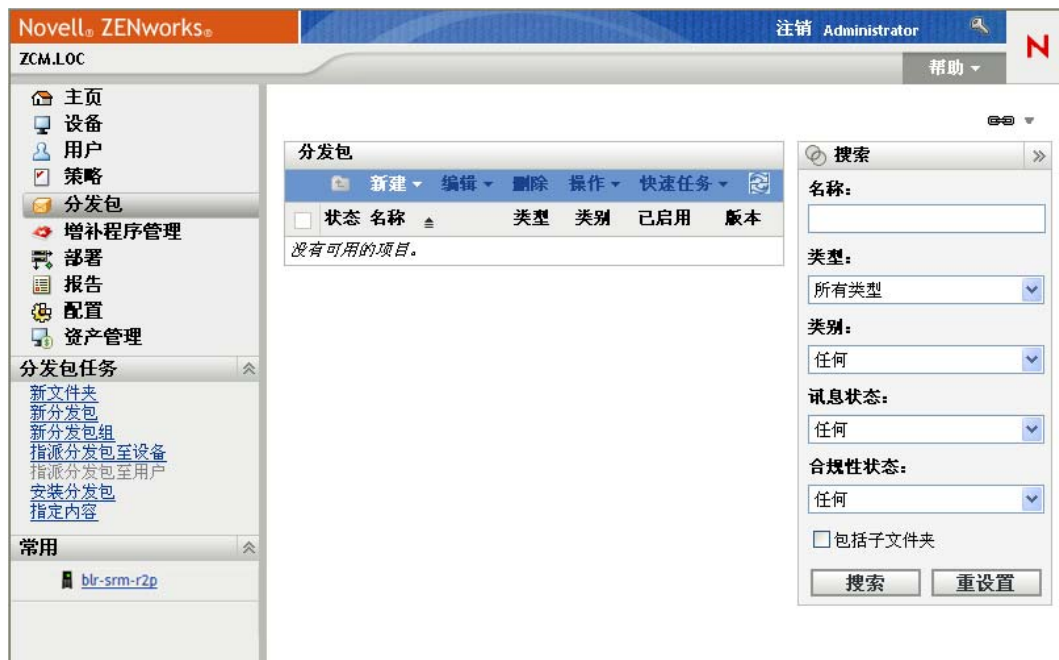 Novell® ZENworks®
注销 Administrator
N
ZCM.LOC
帮助
主页
设备
用户
策略
分发包
增补程序管理
部署
报告
配置
资产管理
分发包任务
新文件夹
新分发包
新分发包组
指派分发包至设备
指派分发包至用户
安装分发包
指定内容
常用
blr-srm-r2p
分发包
新建 编辑 删除 操作 快速任务
状态 名称 类型 类别 已启用 版本
没有可用的项目。
搜索
名称：
类型：
所有类型
类别：
任何
讯息状态：
任何
合规性状态：
任何
包括子文件夹
搜索 重设置